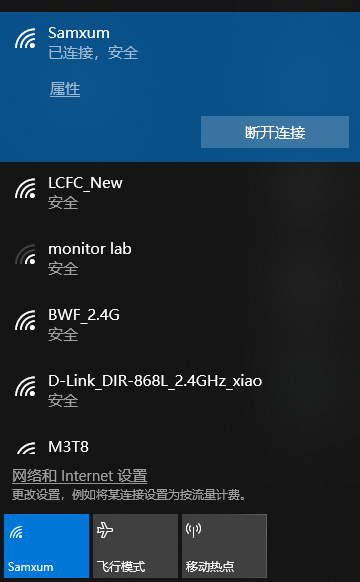 Samxum
已连接，安全
属性
断开连接
LCFC_New
安全
monitor lab
安全
BWF_2.4G
安全
D-Link_DIR-868L_2.4GHz_xiao
安全
M3T8
网络和 Internet 设置
更改设置，例如将某连接设置为按流量计费。
Samxum
飞行模式
移动热点